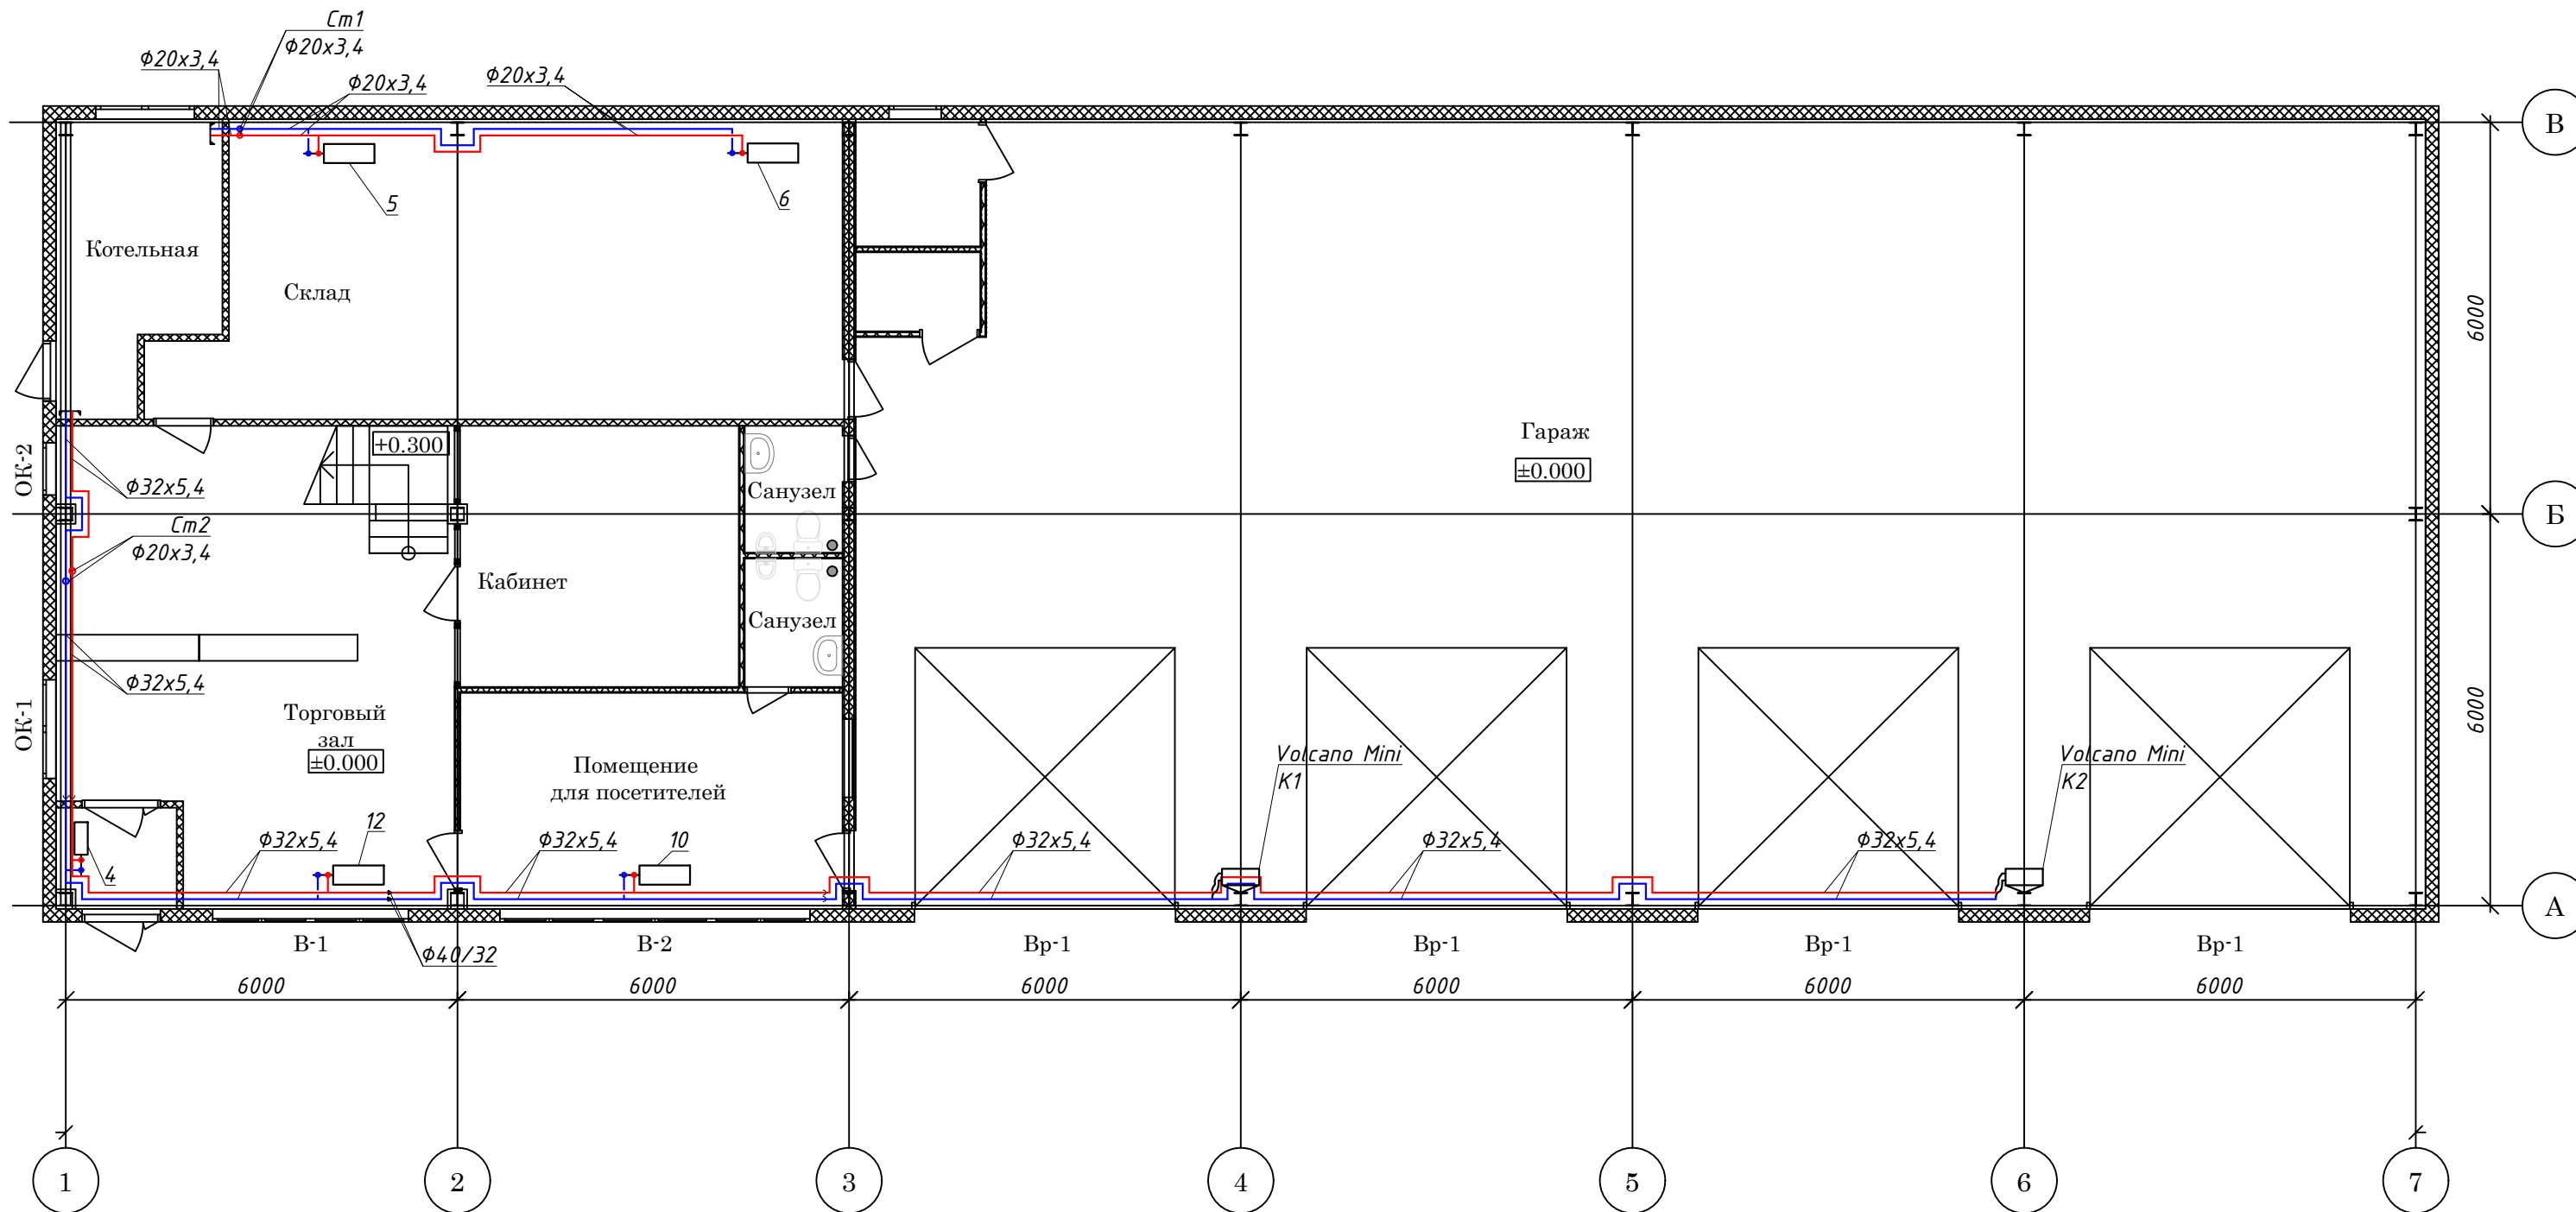 Ст1
Ф20х3,4
Ф20х3,4
Ф20х3,4
Ф20х3,4
В
5
6
Котельная
Склад
6000
+0.300
Гараж
±0.000
ОК-2
Ф32х5,4
Санузел
Б
Ст2
Ф20х3,4
Кабинет
Санузел
Ф32х5,4
ОК-1
6000
Торговый
зал
±0.000
Помещение
для посетителей
Volcano Mini
К1
Volcano Mini
К2
12
10
4
Ф32х5,4
Ф32х5,4
Ф32х5,4
Ф32х5,4
Ф32х5,4
А
Ф40/32
В-1
В-2
Вр-1
Вр-1
Вр-1
Вр-1
6000
6000
6000
6000
6000
6000
1
2
3
4
5
6
7